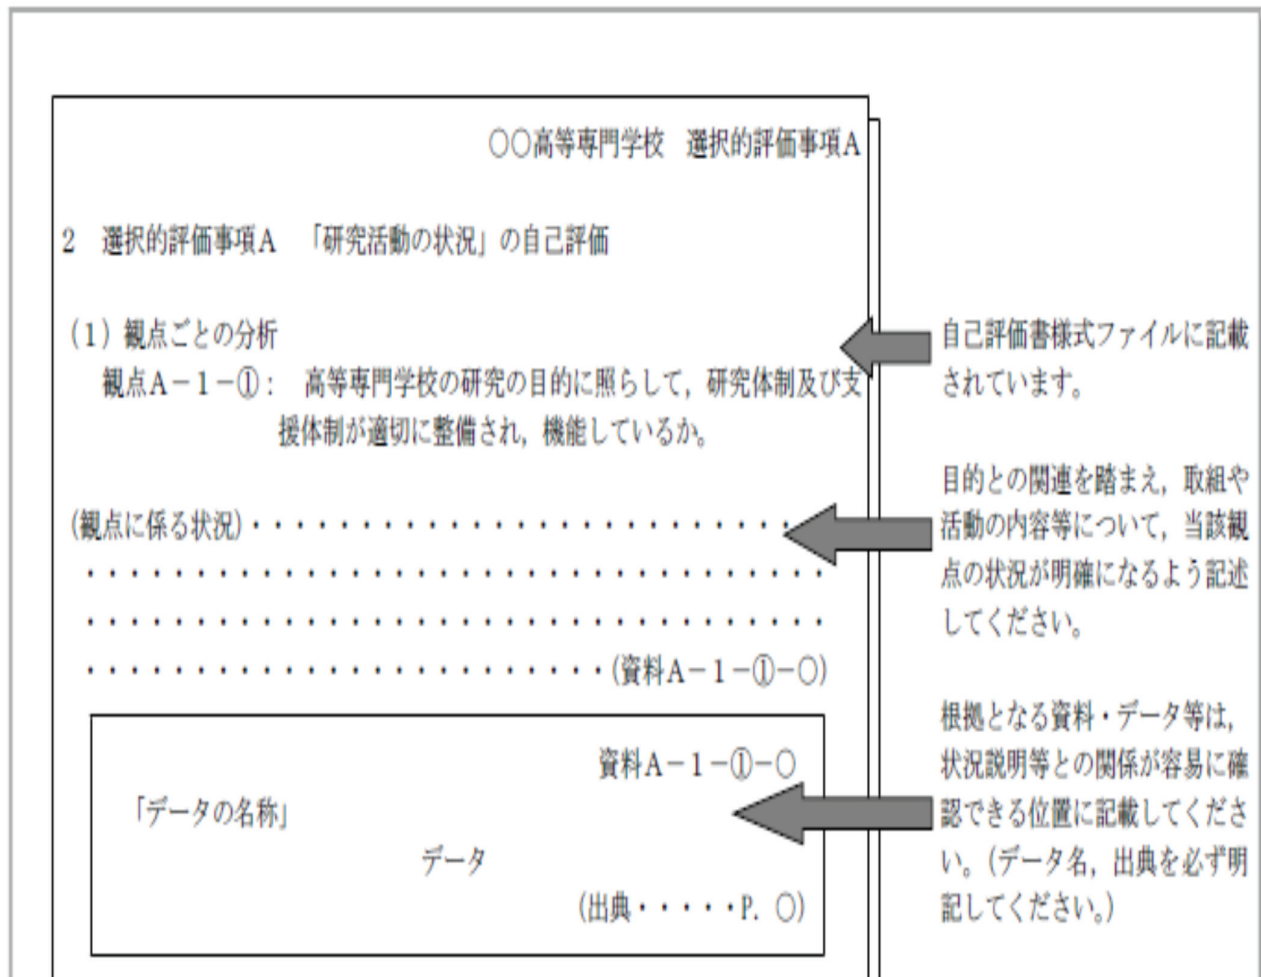 〇〇高等専門学校　選択的評価事項A
2　選択的評価事項A　「研究活動の状況」の自己評価
(1) 観点ごとの分析
観点A－1－①：　高等専門学校の研究の目的に照らして，研究体制及び支
援体制が適切に整備され，機能しているか。
(観点に係る状況)・・・・・・・・・・・・・・・・・・・・・・・・・
・・・・・・・・・・・・・・・・・・・・・・・・・・・・・・・・・・
・・・・・・・・・・・・・・・・・・・・・・・・・・・・・・・・・・
・・・・・・・・・・・・・・・・・・・・・・・・(資料A－1－①－〇)
資料A－1－①－〇
「データの名称」
データ
(出典・・・・・P. 〇)
自己評価書様式ファイルに記載
されています。
目的との関連を踏まえ，取組や
活動の内容等について，当該観
点の状況が明確になるよう記述
してください。
根拠となる資料・データ等は，
状況説明等との関係が容易に確
認できる位置に記載してくださ
い。(データ名，出典を必ず明
記してください。)